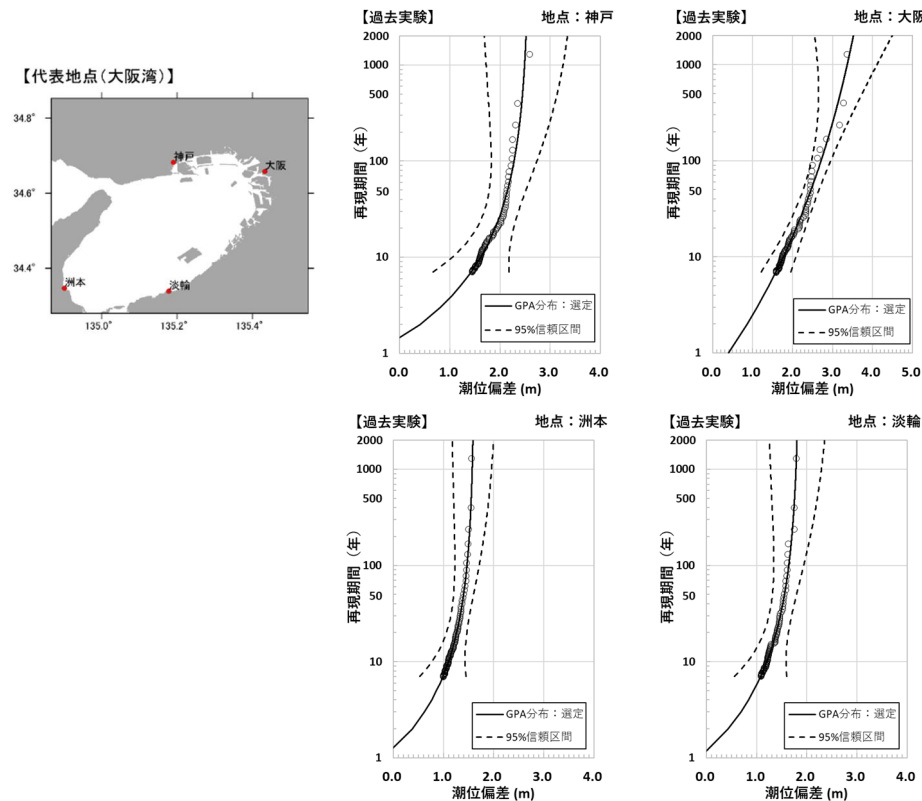 【代表地点(大阪湾)】
34.8°
34.6°
34.4°
135.0°
135.2°
135.4°
神戸
大阪
洲本
淡輪
【過去実験】
地点：神戸
再現期間（年）
2000
1000
500
100
50
10
1
GPA分布：選定
95%信頼区間
0.0
1.0
2.0
3.0
4.0
潮位偏差 (m)
【過去実験】
地点：大阪
再現期間（年）
2000
1000
500
100
50
10
1
GPA分布：選定
95%信頼区間
0.0
1.0
2.0
3.0
4.0
5.0
潮位偏差 (m)
【過去実験】
地点：洲本
再現期間（年）
2000
1000
500
100
50
10
1
GPA分布：選定
95%信頼区間
0.0
1.0
2.0
3.0
4.0
潮位偏差 (m)
【過去実験】
地点：淡輪
再現期間（年）
2000
1000
500
100
50
10
1
GPA分布：選定
95%信頼区間
0.0
1.0
2.0
3.0
4.0
潮位偏差 (m)